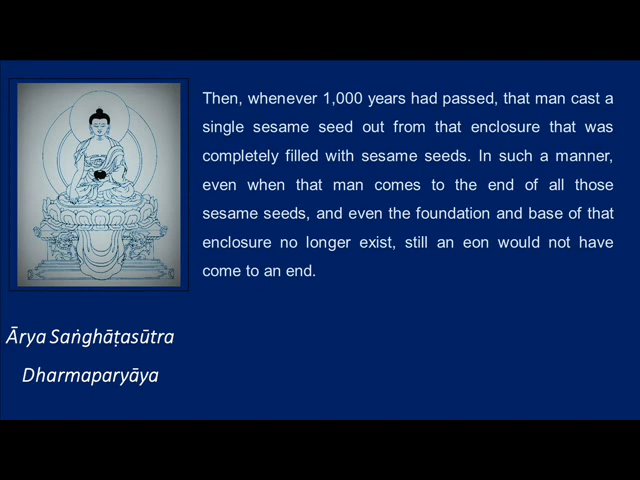 Then, whenever 1,000 years had passed, that man cast a
single sesame seed out from that enclosure that was
completely filled with sesame seeds. In such a manner,
even when that man comes to the end of all those
sesame seeds, and even the foundation and base of that
enclosure no longer exist, still an eon would not have
come to an end.
Ārya Saṅghāṭasūtra
Dharmaparyāya